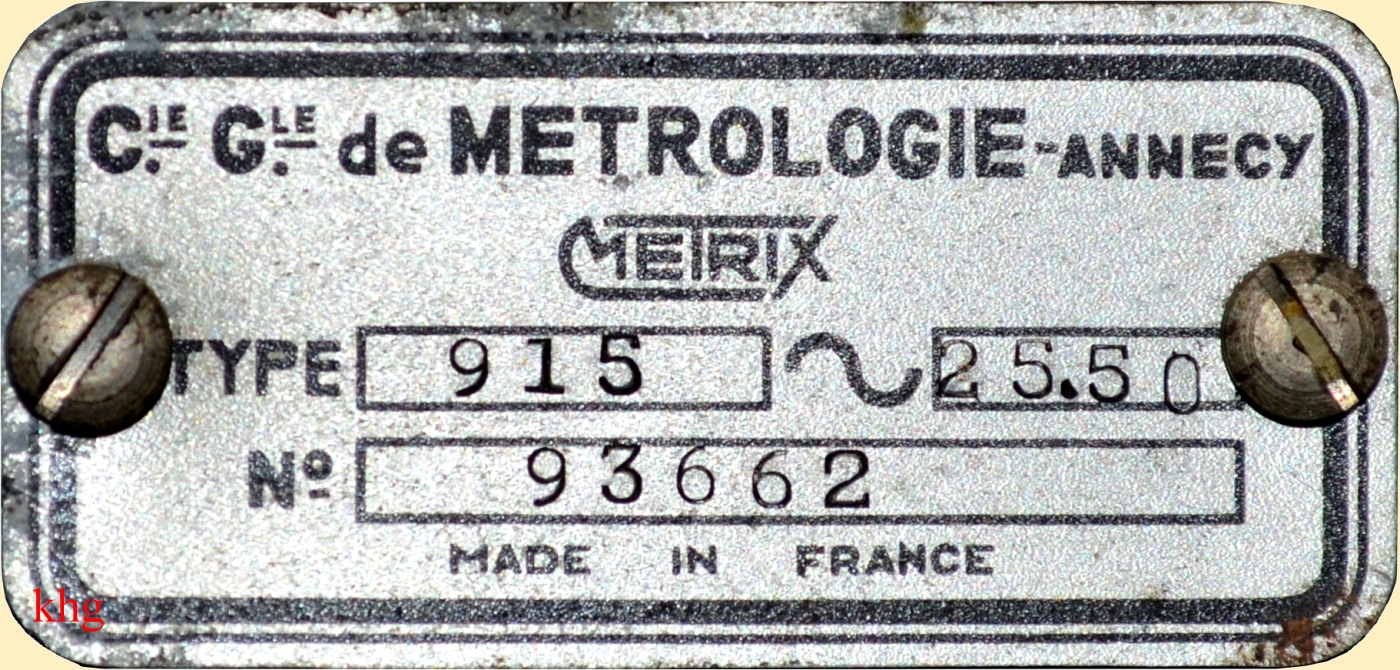 CIE GLE de METROLOGIE-ANNECY
METRIX
TYPE 915 ~ 25.50
No 93662
MADE IN FRANCE
khg